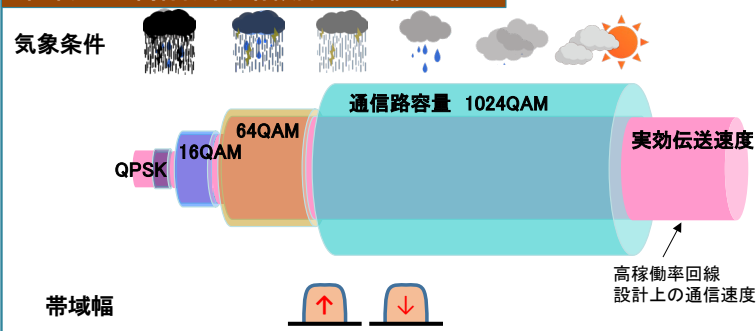 気象条件
通信路容量 1024QAM
64QAM
16QAM
QPSK
実効伝送速度
高稼働率回線
設計上の通信速度
帯域幅